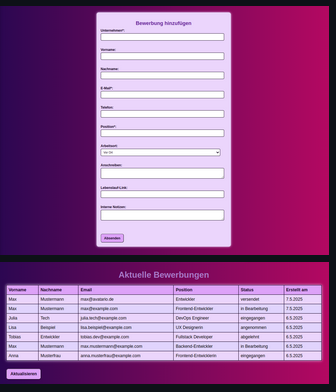 Bewerbung hinzufügen
Unternehmen*:
Vorname:
Nachname:
E-Mail*:
Telefon:
Position*:
Arbeitsort:
Vor Ort
Anschreiben:
Lebenslauf-Link:
Interne Notizen:
Absenden
Aktuelle Bewerbungen
Vorname Nachname Email Position Status Erstellt am
Max Mustermann max@avatario.de Entwickler versendet 7.5.2025
Max Mustermann max@example.com Frontend-Entwickler in Bearbeitung 7.5.2025
Julia Tech julia.tech@example.com DevOps Engineer eingegangen 6.5.2025
Lisa Beispiel lisa.beispiel@example.com UX Designerin angenommen 6.5.2025
Tobias Entwickler tobias.dev@example.com Fullstack Developer abgelehnt 6.5.2025
Max Mustermann max.mustermann@example.com Backend-Entwickler in Bearbeitung 6.5.2025
Anna Musterfrau anna.musterfrau@example.com Frontend-Entwicklerin eingegangen 6.5.2025
Aktualisieren